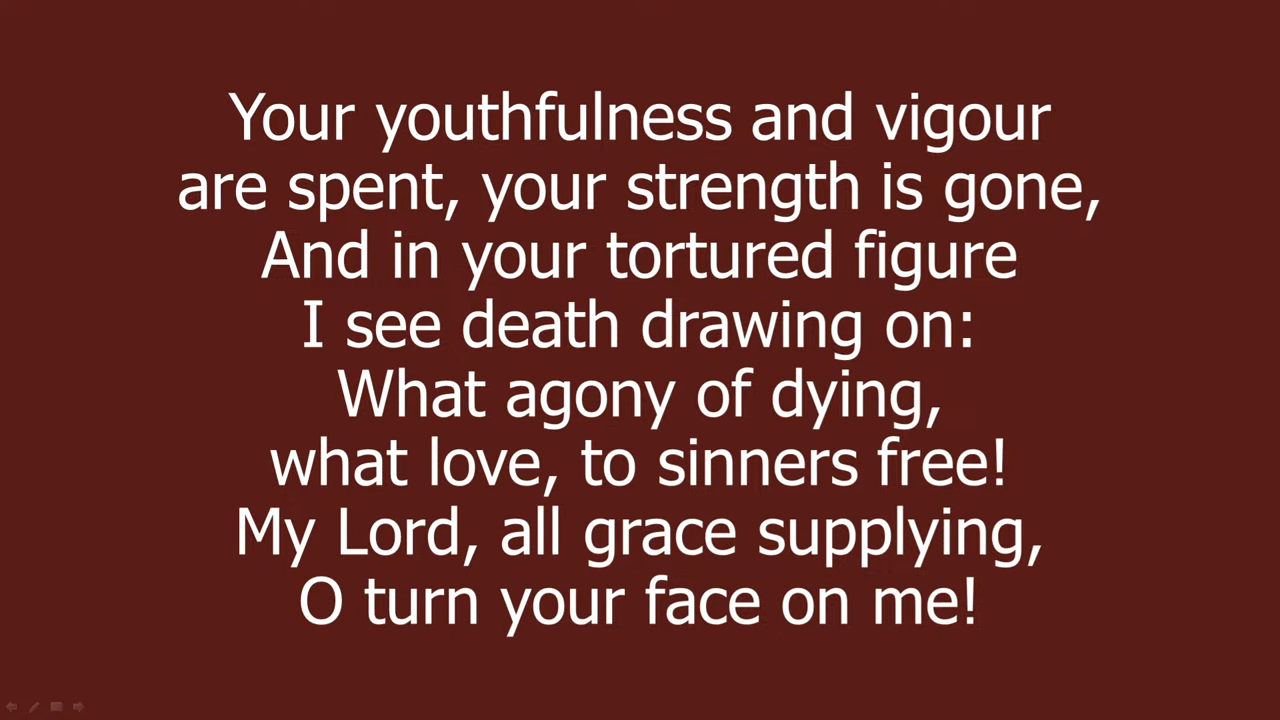 Your youthfulness and vigour
are spent, your strength is gone,
And in your tortured figure
I see death drawing on:
What agony of dying,
what love, to sinners free!
My Lord, all grace supplying,
O turn your face on me!